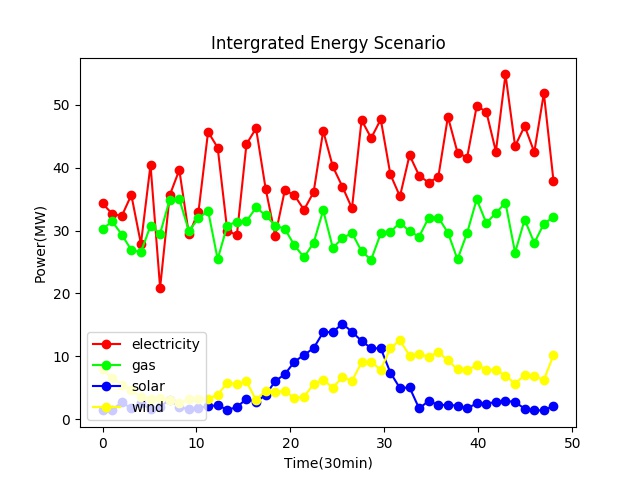 Intergrated Energy Scenario
Power(MW)
50
40
30
20
10
0
electricity
gas
solar
wind
0 10 20 30 40 50
Time(30min)